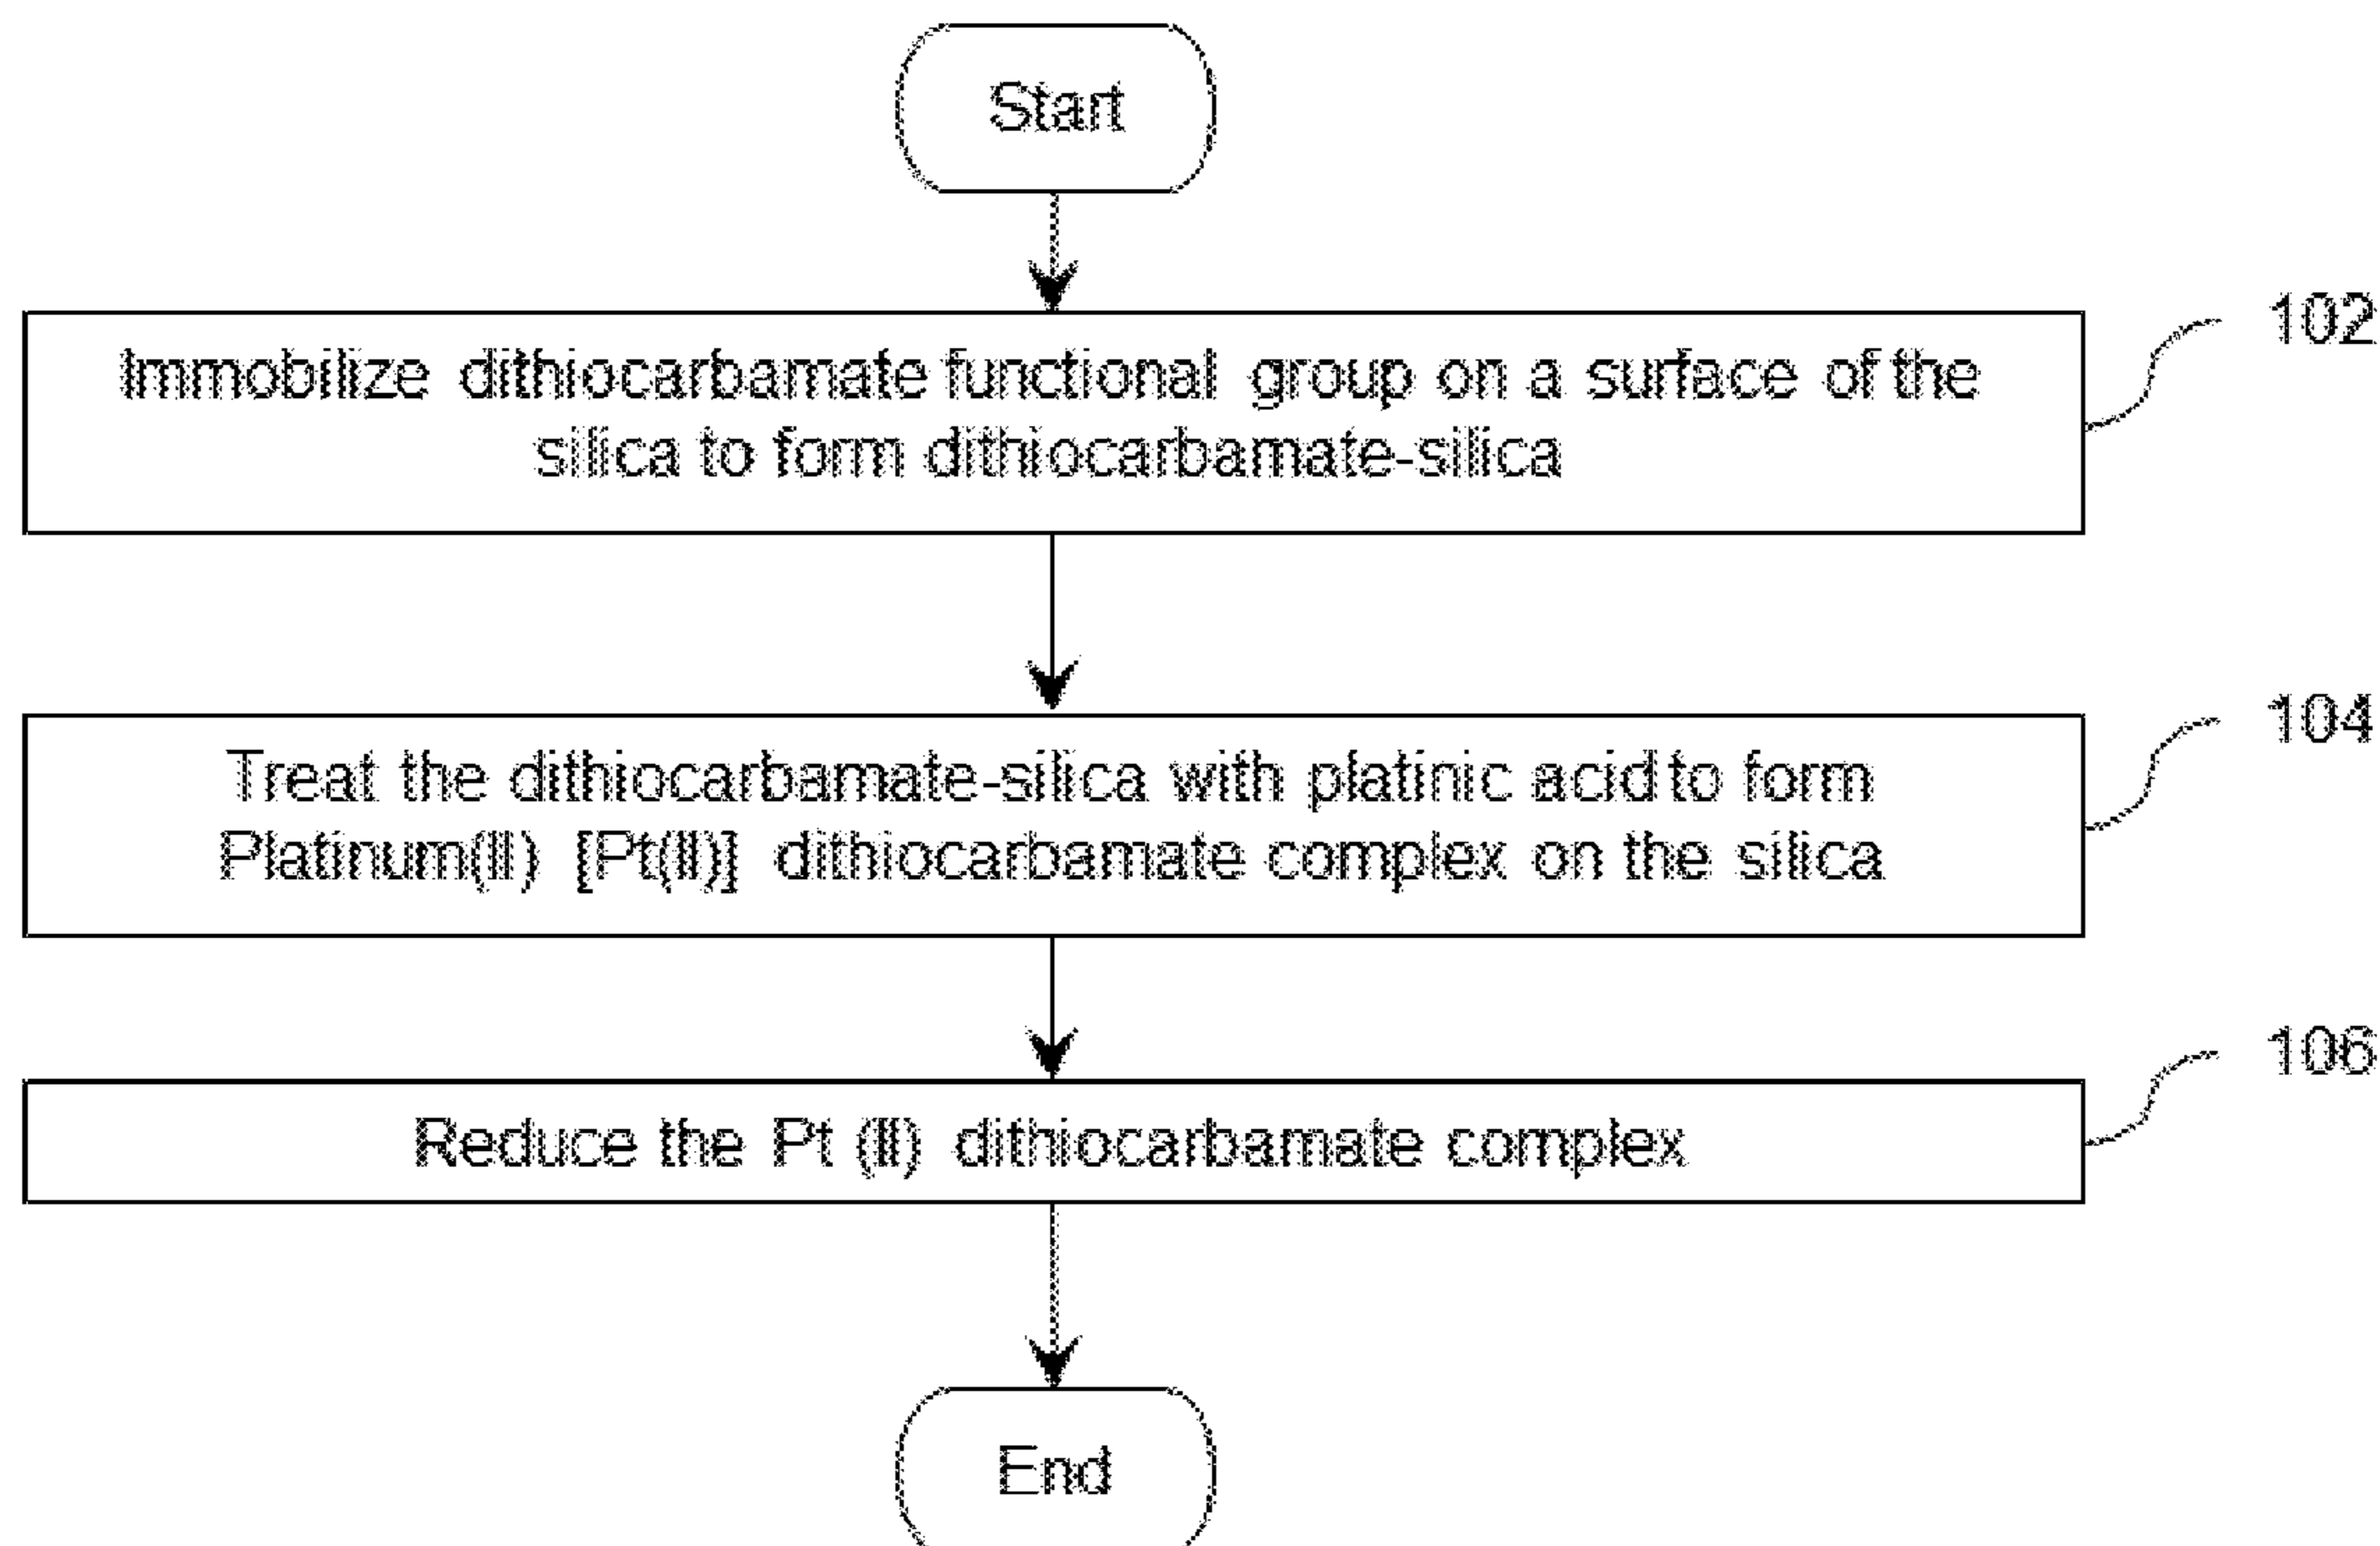 Start
102
Immobilize dithiocarbamate functional group on a surface of the
silica to form dithiocarbamate-silica
104
Treat the dithiocarbamate-silica with platinic acid to form
Platinum(II) [Pt(II)] dithiocarbamate complex on the silica
106
Reduce the Pt (II) dithiocarbamate complex
End